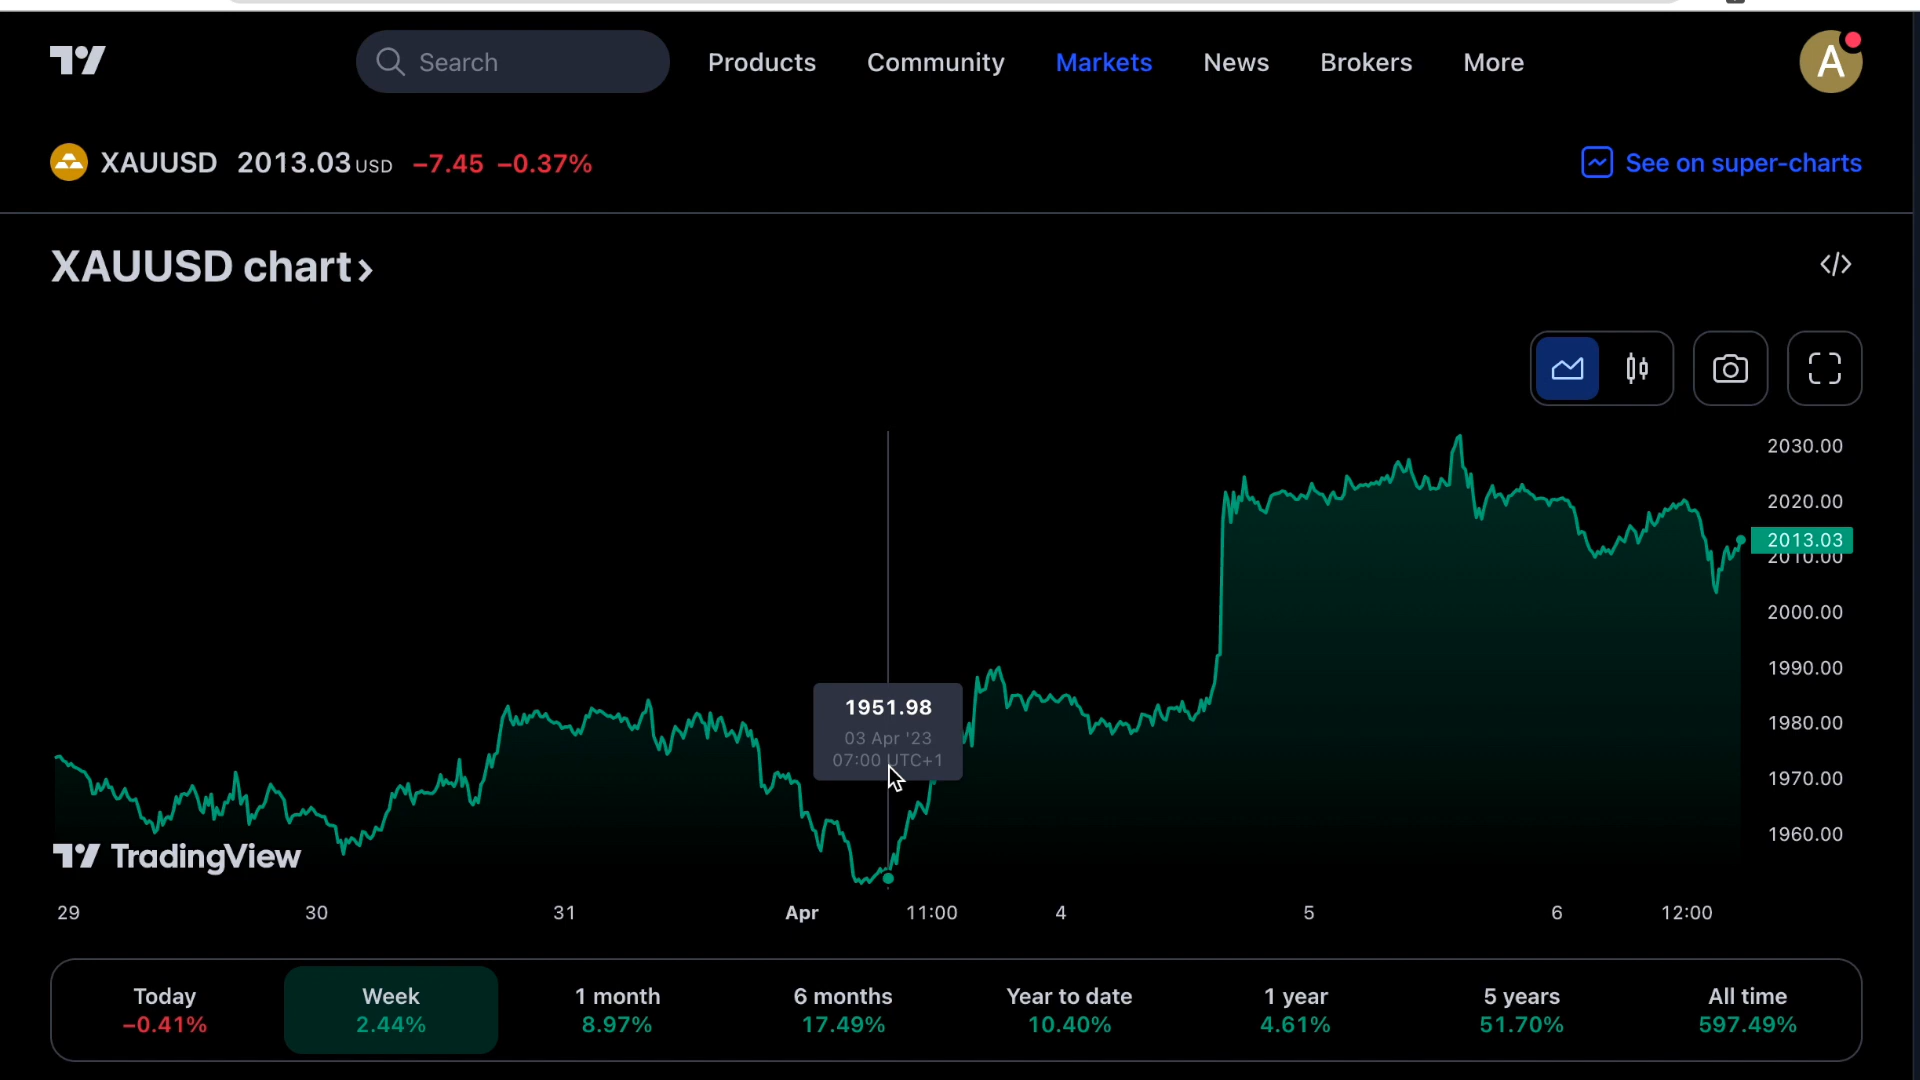 Search
Products
Community
Markets
News
Brokers
More
A
XAUUSD 2013.03 USD −7.45 −0.37%
See on super-charts
XAUUSD chart
2030.00
2020.00
2013.03
2010.00
2000.00
1990.00
1980.00
1970.00
1960.00
1951.98
03 Apr '23
07:00 UTC+1
TradingView
29 30 31 Apr 11:00 4 5 6 12:00
Today Week 1 month 6 months Year to date 1 year 5 years All time
−0.41% 2.44% 8.97% 17.49% 10.40% 4.61% 51.70% 597.49%